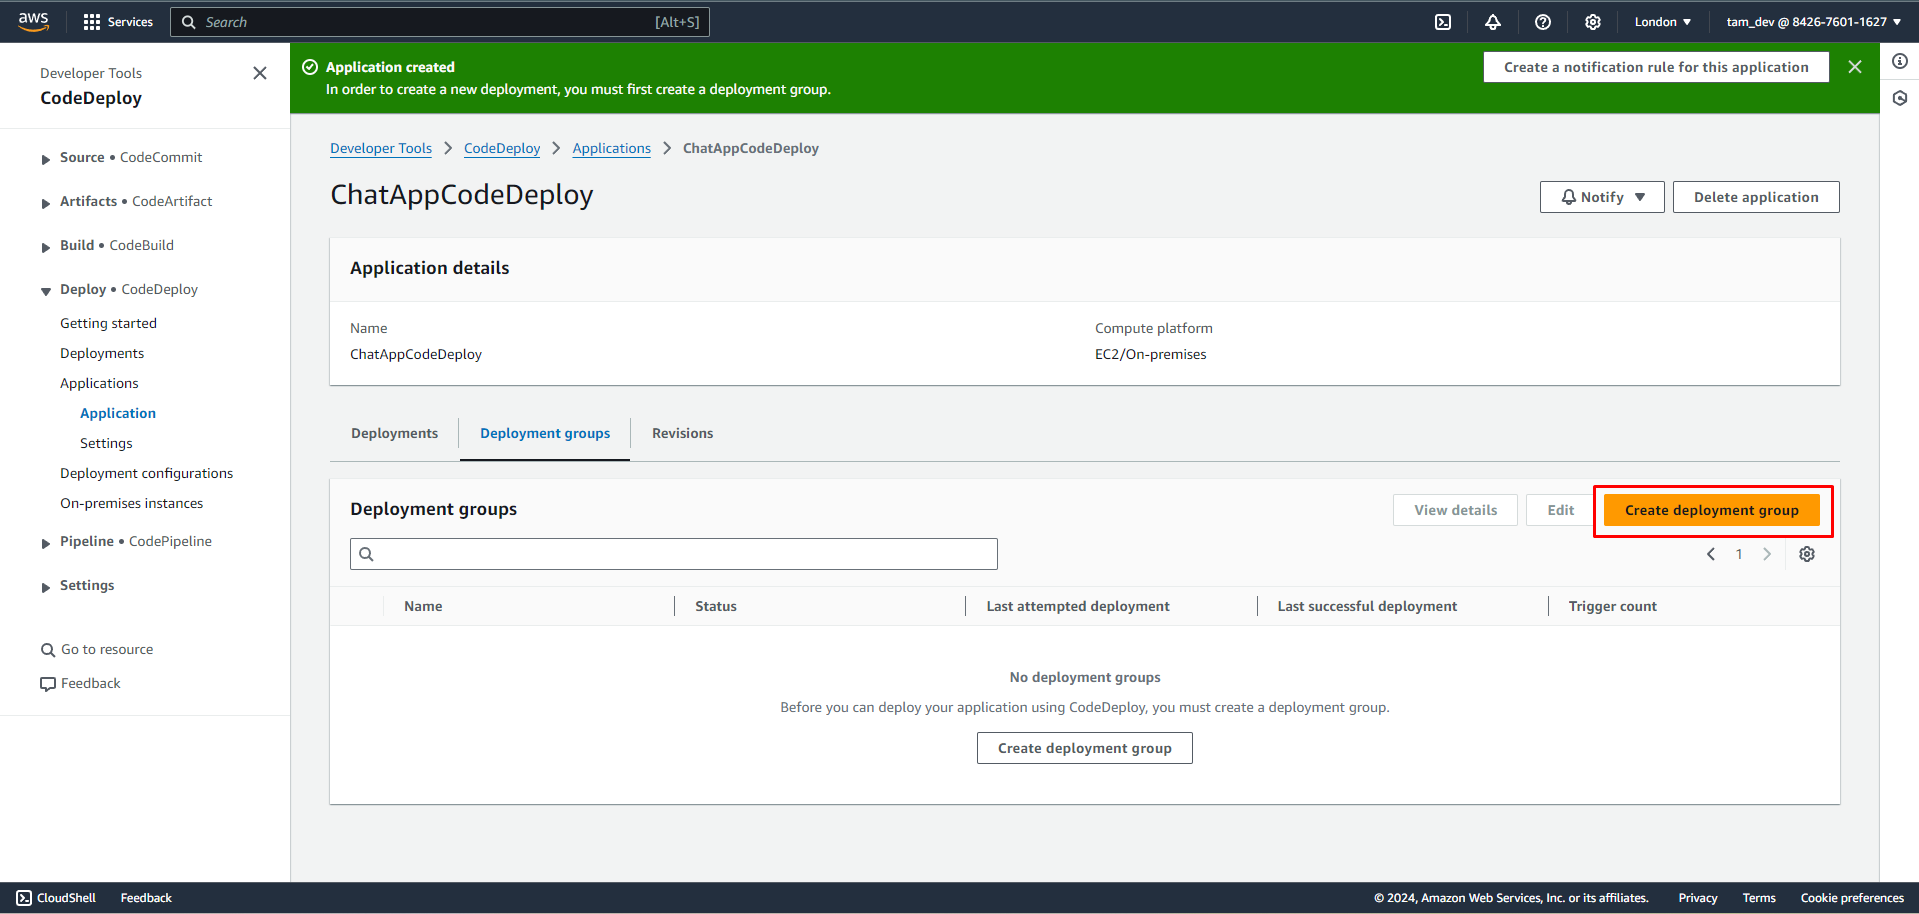 aws Services Search [Alt+S] London tam_dev @ 8426-7601-1627
Developer Tools
CodeDeploy
Source • CodeCommit
Artifacts • CodeArtifact
Build • CodeBuild
Deploy • CodeDeploy
Getting started
Deployments
Applications
Application
Settings
Deployment configurations
On-premises instances
Pipeline • CodePipeline
Settings
Go to resource
Feedback
Application created
In order to create a new deployment, you must first create a deployment group.
Create a notification rule for this application
Developer Tools CodeDeploy Applications ChatAppCodeDeploy
ChatAppCodeDeploy
Notify Delete application
Application details
Name
ChatAppCodeDeploy
Compute platform
EC2/On-premises
Deployments Deployment groups Revisions
Deployment groups
View details Edit Create deployment group
1
Name Status Last attempted deployment Last successful deployment Trigger count
No deployment groups
Before you can deploy your application using CodeDeploy, you must create a deployment group.
Create deployment group
CloudShell Feedback © 2024, Amazon Web Services, Inc. or its affiliates. Privacy Terms Cookie preferences